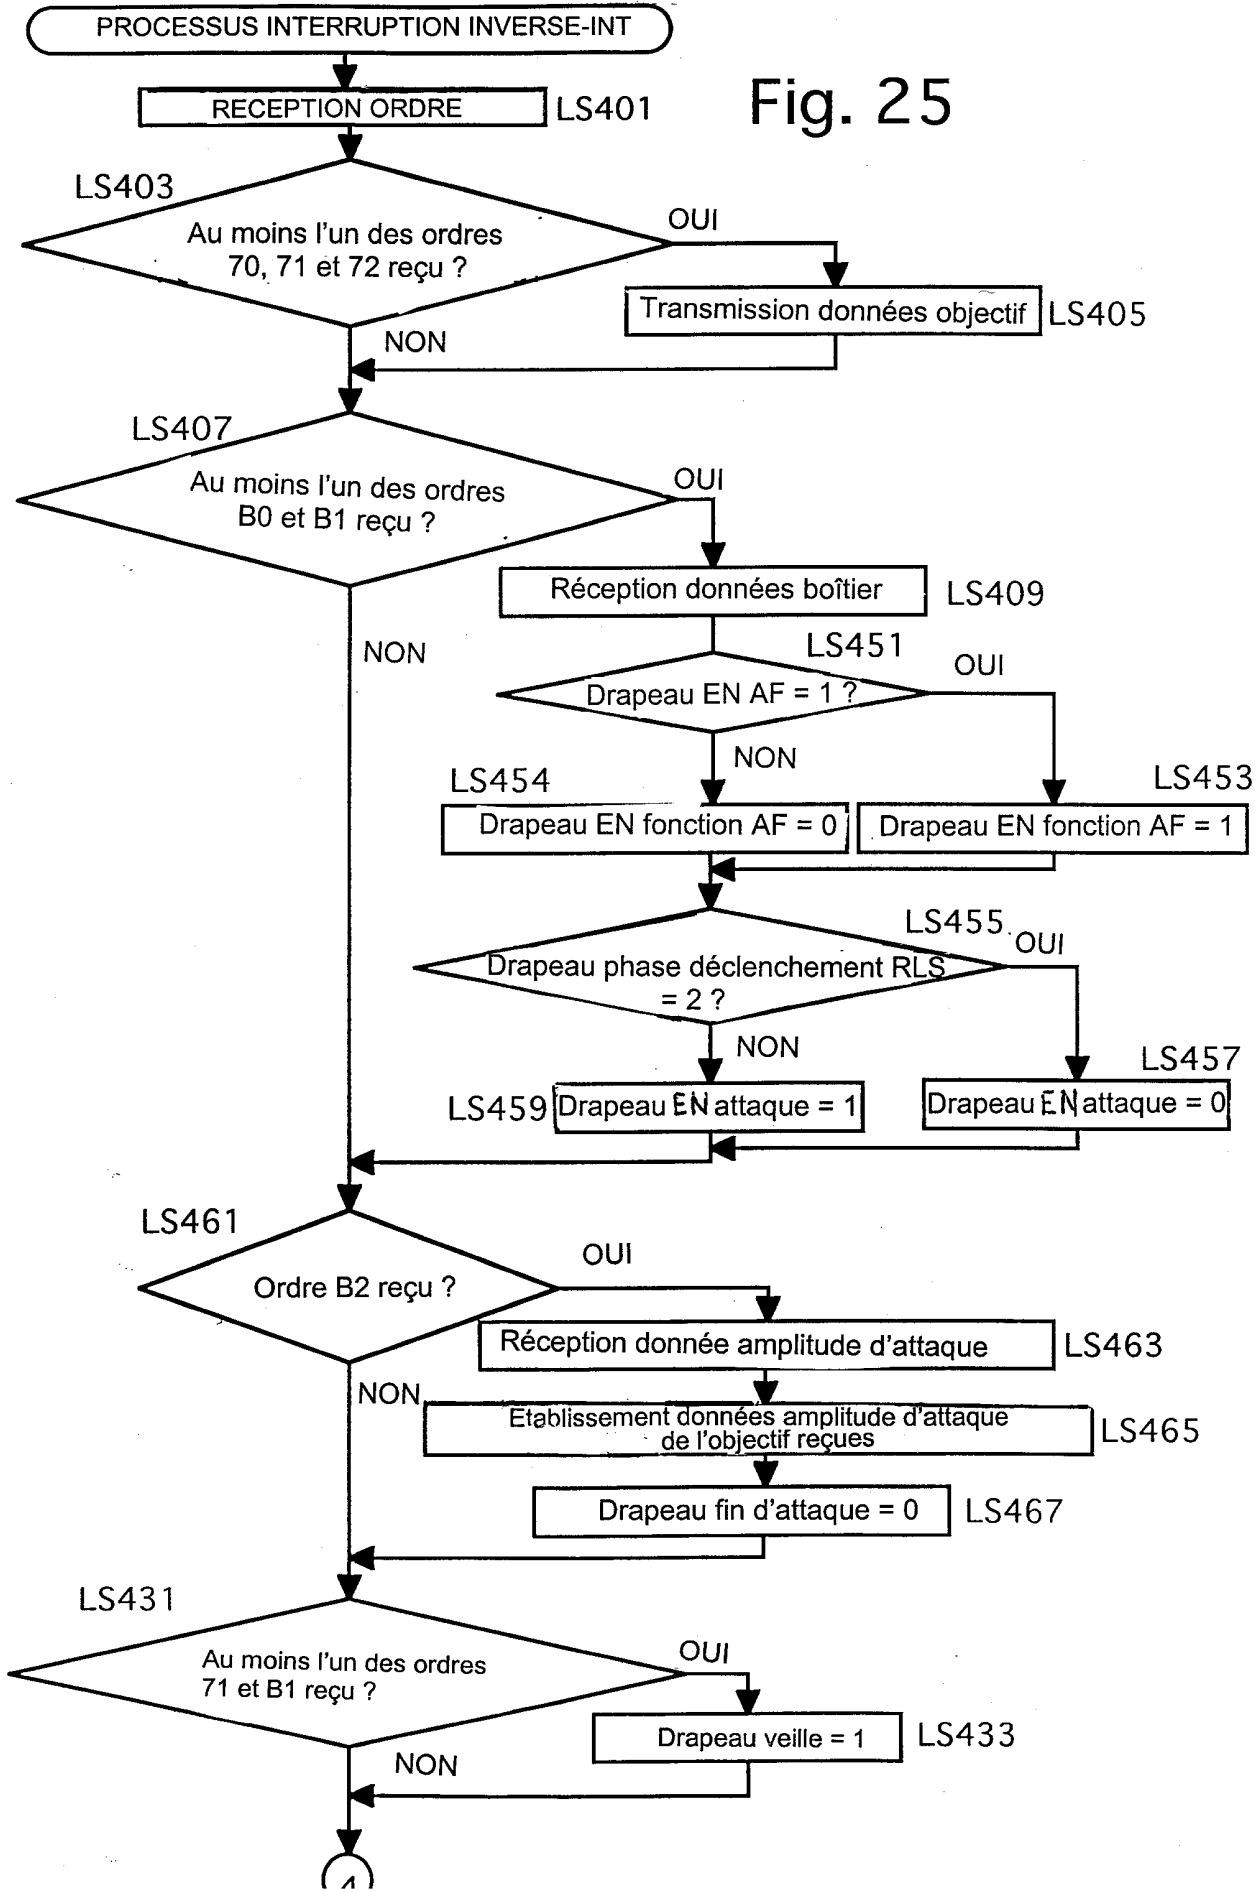 PROCESSUS INTERRUPTION INVERSE-INT
Fig. 25
RECEPTION ORDRE
LS401
LS403
Au moins l'un des ordres
70, 71 et 72 reçu ?
OUI
Transmission données objectif
LS405
NON
LS407
Au moins l'un des ordres
B0 et B1 reçu ?
OUI
Réception données boîtier
LS409
NON
LS451
Drapeau EN AF = 1 ?
OUI
NON
LS454
LS453
Drapeau EN fonction AF = 0
Drapeau EN fonction AF = 1
LS455
OUI
Drapeau phase déclenchement RLS
= 2 ?
NON
LS457
LS459
Drapeau EN attaque = 1
Drapeau EN attaque = 0
LS461
Ordre B2 reçu ?
OUI
Réception donnée amplitude d'attaque
LS463
NON
Etablissement données amplitude d'attaque
de l'objectif reçues
LS465
Drapeau fin d'attaque = 0
LS467
LS431
Au moins l'un des ordres
71 et B1 reçu ?
OUI
Drapeau veille = 1
LS433
NON
4